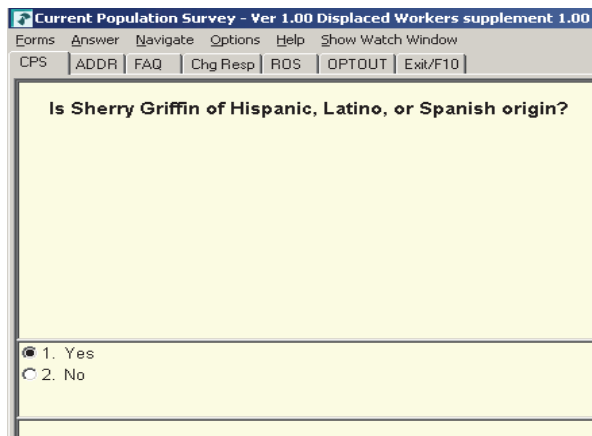 Current Population Survey - Ver 1.00 Displaced Workers supplement 1.00
Forms Answer Navigate Options Help Show Watch Window
CPS ADDR FAQ Chg Resp ROS OPTOUT Exit/F10
Is Sherry Griffin of Hispanic, Latino, or Spanish origin?
1. Yes
2. No